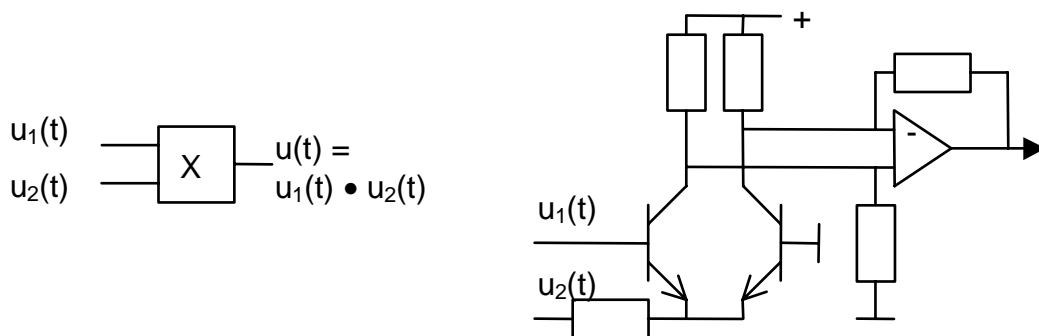 u₁(t)
u₂(t)
X
u(t) =
u₁(t) • u₂(t)
+
-
u₁(t)
u₂(t)